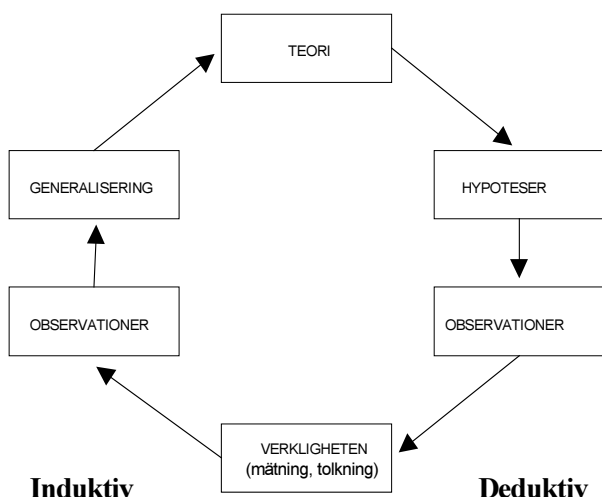 TEORI
GENERALISERING
HYPOTESER
OBSERVATIONER
OBSERVATIONER
VERKLIGHETEN
(mätning, tolkning)
Induktiv
Deduktiv